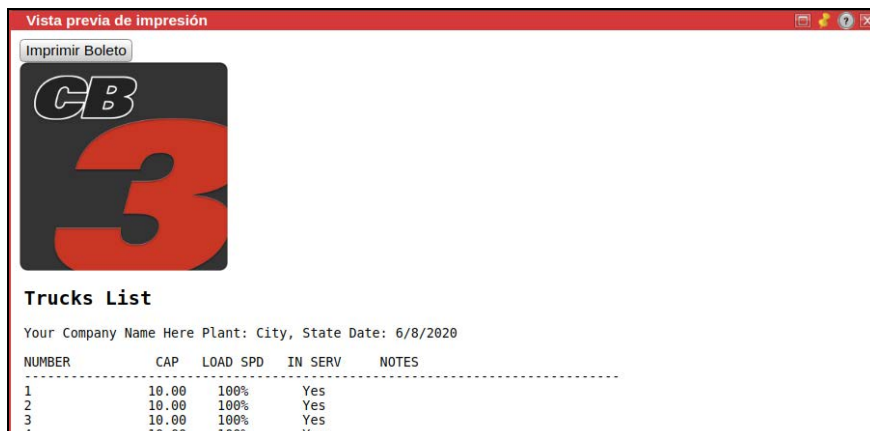 Vista previa de impresión
Imprimir Boleto
CB
3
Trucks List
Your Company Name Here Plant: City, State Date: 6/8/2020
NUMBER CAP LOAD SPD IN SERV NOTES
--------------------------------------------------------------------------------
1 10.00 100% Yes
2 10.00 100% Yes
3 10.00 100% Yes